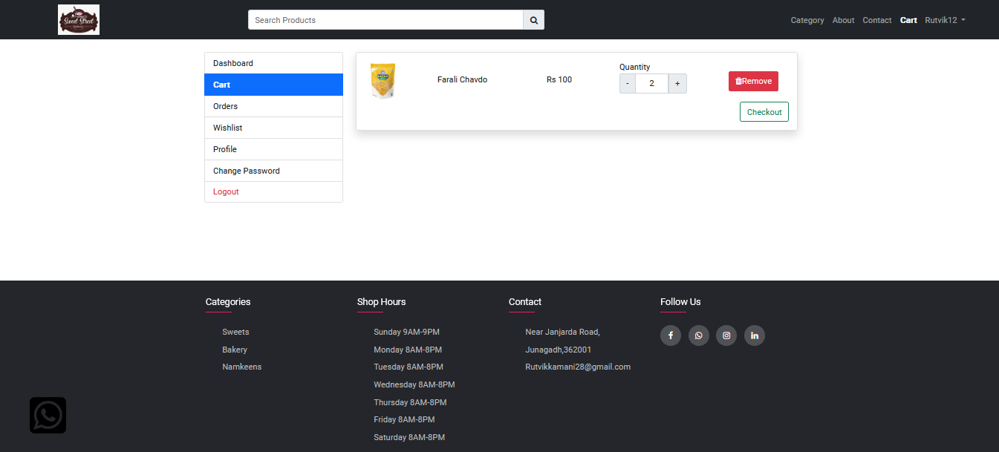 Sweet Street
Search Products
Category About Contact Cart Rutvik12
Dashboard
Cart
Orders
Wishlist
Profile
Change Password
Logout
Farali Chavdo
Rs 100
Quantity
- 2 +
Remove
Checkout
Categories
Sweets
Bakery
Namkeens
Shop Hours
Sunday 9AM-9PM
Monday 8AM-8PM
Tuesday 8AM-8PM
Wednesday 8AM-8PM
Thursday 8AM-8PM
Friday 8AM-8PM
Saturday 8AM-8PM
Contact
Near Janjarda Road,
Junagadh,362001
Rutvikkamani28@gmail.com
Follow Us